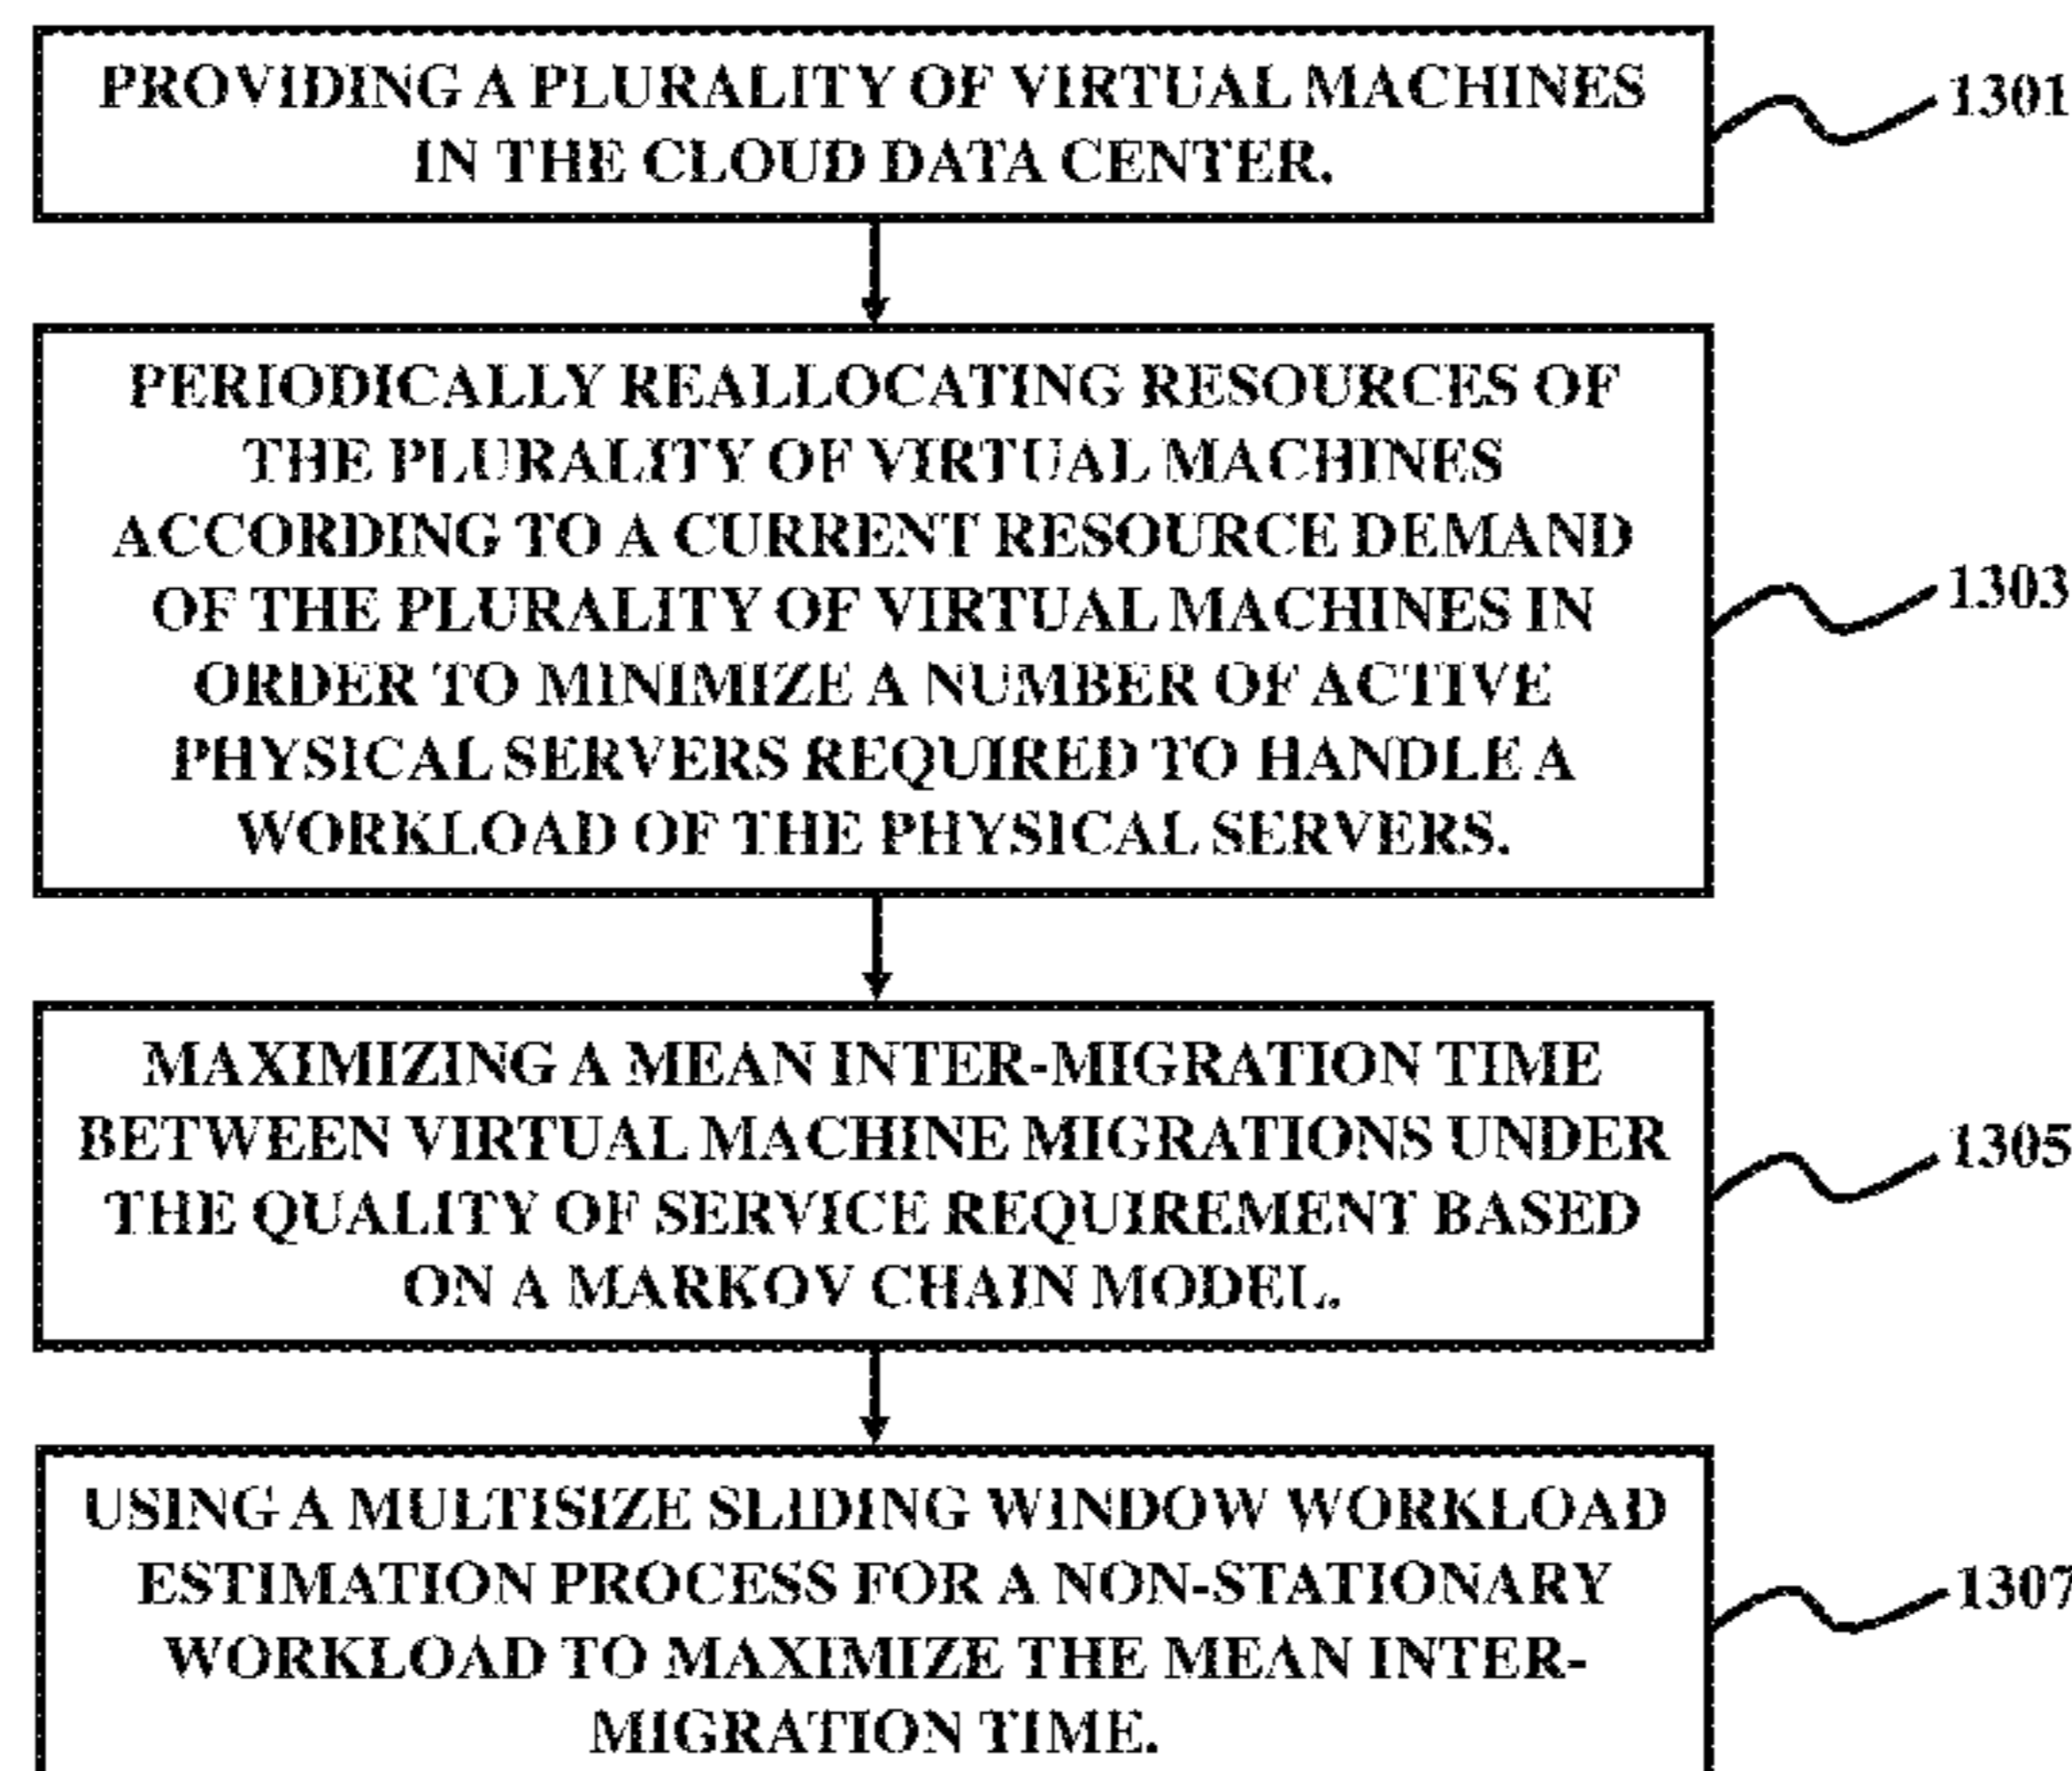 PROVIDING A PLURALITY OF VIRTUAL MACHINES
IN THE CLOUD DATA CENTER.
1301
PERIODICALLY REALLOCATING RESOURCES OF
THE PLURALITY OF VIRTUAL MACHINES
ACCORDING TO A CURRENT RESOURCE DEMAND
OF THE PLURALITY OF VIRTUAL MACHINES IN
ORDER TO MINIMIZE A NUMBER OF ACTIVE
PHYSICAL SERVERS REQUIRED TO HANDLE A
WORKLOAD OF THE PHYSICAL SERVERS.
1303
MAXIMIZING A MEAN INTER-MIGRATION TIME
BETWEEN VIRTUAL MACHINE MIGRATIONS UNDER
THE QUALITY OF SERVICE REQUIREMENT BASED
ON A MARKOV CHAIN MODEL.
1305
USING A MULTISIZE SLIDING WINDOW WORKLOAD
ESTIMATION PROCESS FOR A NON-STATIONARY
WORKLOAD TO MAXIMIZE THE MEAN INTER-
MIGRATION TIME.
1307